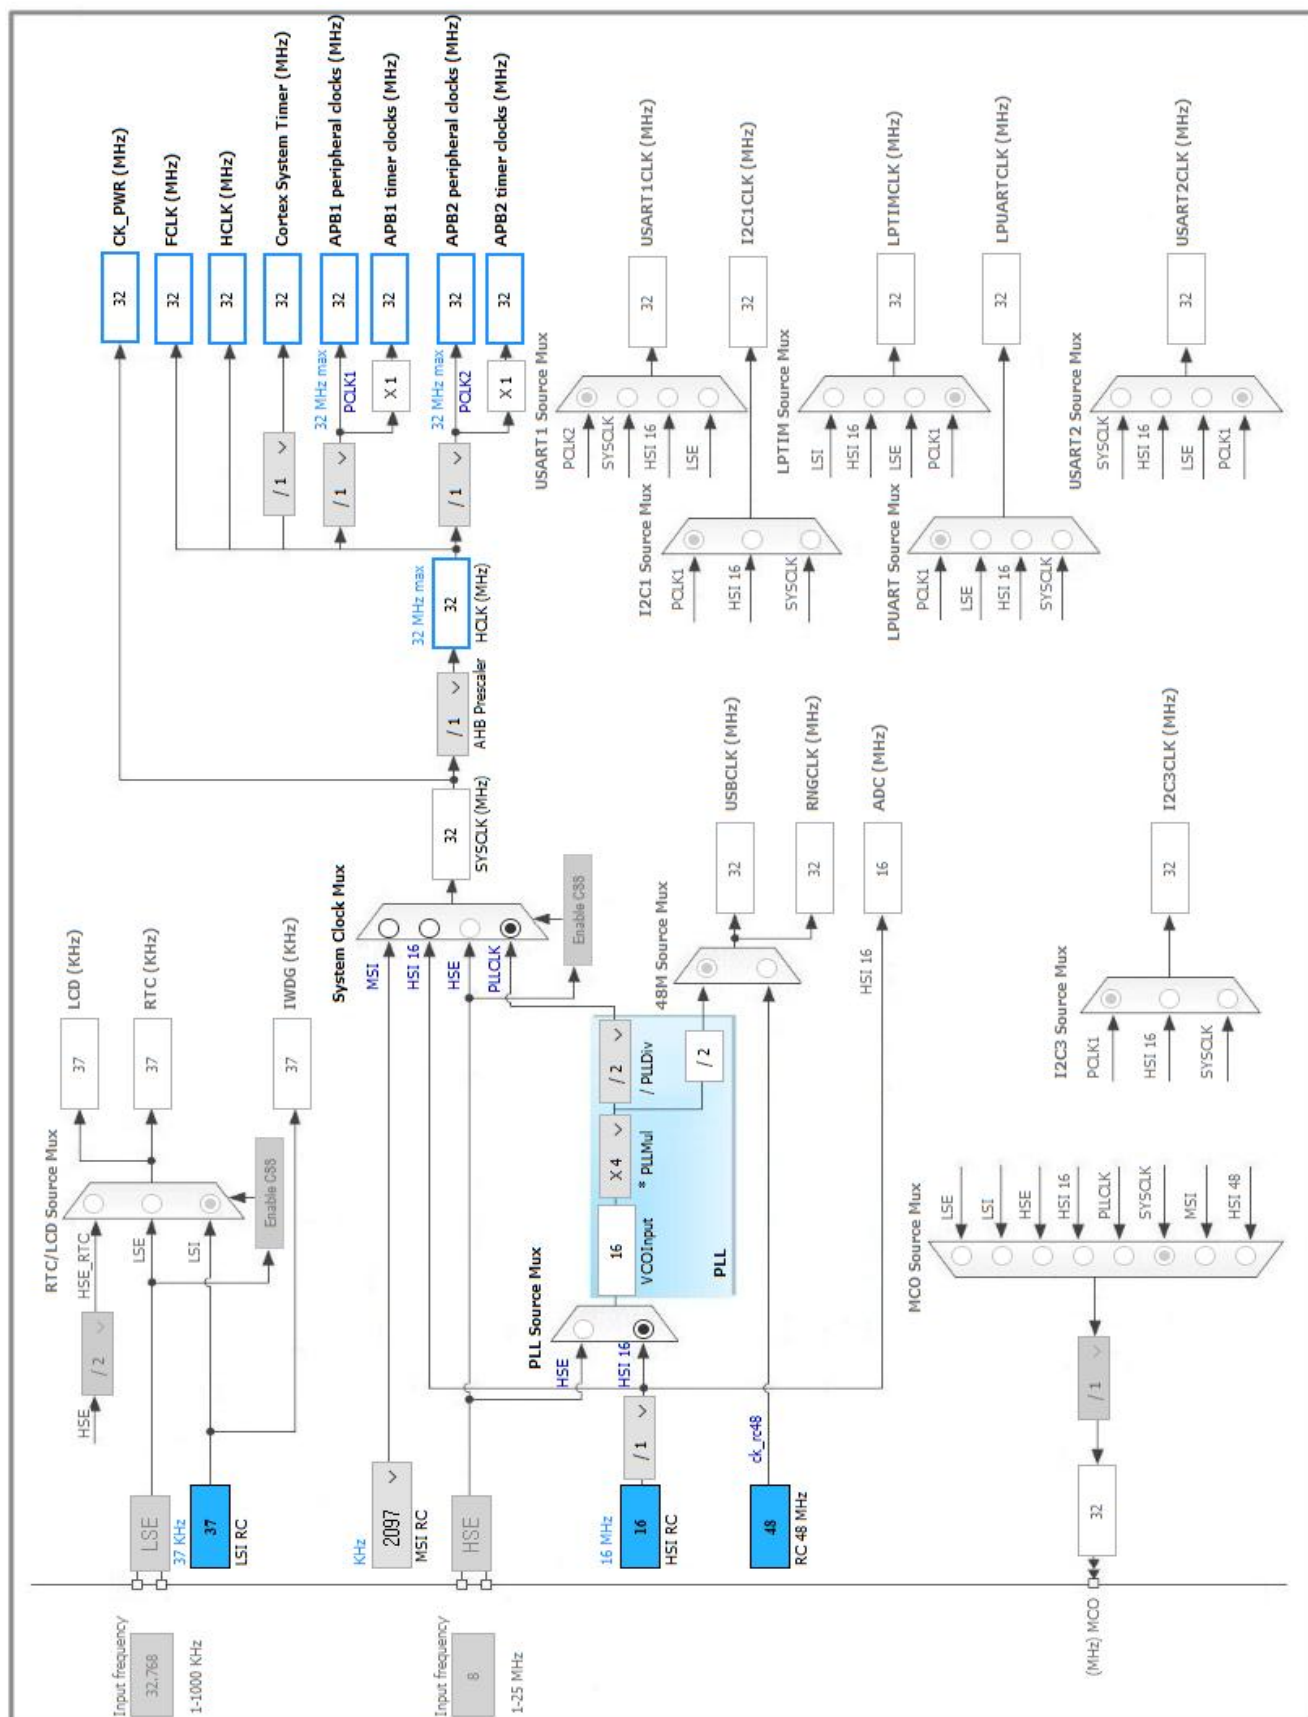 Input frequency
32.768
1-1000 KHz
LSE
37 KHz
37
LSI RC
HSE
/ 2
HSE_RTC
LSE
LSI
RTC/LCD Source Mux
Enable CSS
37
LCD (KHz)
37
RTC (KHz)
37
IWDG (KHz)
KHz
2097
MSI RC
Input frequency
8
1-25 MHz
HSE
16 MHz
16
HSI RC
/ 1
48
RC 48 MHz
ck_rc48
PLL Source Mux
HSE
HSI 16
16
VCOInput
X 4
* PLLMul
/ 2
/ PLLDiv
/ 2
PLL
System Clock Mux
MSI
HSI 16
HSE
PLLCLK
Enable CSS
32
SYSCLK (MHz)
/ 1
AHB Prescaler
32 MHz max
32
HCLK (MHz)
32
CK_PWR (MHz)
32
FCLK (MHz)
32
HCLK (MHz)
/ 1
32
Cortex System Timer (MHz)
/ 1
32 MHz max
PCLK1
32
APB1 peripheral clocks (MHz)
X 1
32
APB1 timer clocks (MHz)
/ 1
32 MHz max
PCLK2
32
APB2 peripheral clocks (MHz)
X 1
32
APB2 timer clocks (MHz)
48M Source Mux
32
USBCLK (MHz)
32
RNGCLK (MHz)
HSI 16
16
ADC (MHz)
USART1 Source Mux
PCLK2
SYSCLK
HSI 16
LSE
32
USART1CLK (MHz)
I2C1 Source Mux
PCLK1
HSI 16
SYSCLK
32
I2C1CLK (MHz)
LPTIM Source Mux
LSI
HSI 16
LSE
PCLK1
32
LPTIMCLK (MHz)
LPUART Source Mux
PCLK1
LSE
HSI 16
SYSCLK
32
LPUARTCLK (MHz)
USART2 Source Mux
SYSCLK
HSI 16
LSE
PCLK1
32
USART2CLK (MHz)
I2C3 Source Mux
PCLK1
HSI 16
SYSCLK
32
I2C3CLK (MHz)
MCO Source Mux
LSE
LSI
HSE
HSI 16
PLLCLK
SYSCLK
MSI
HSI 48
/ 1
32
(MHz) MCO